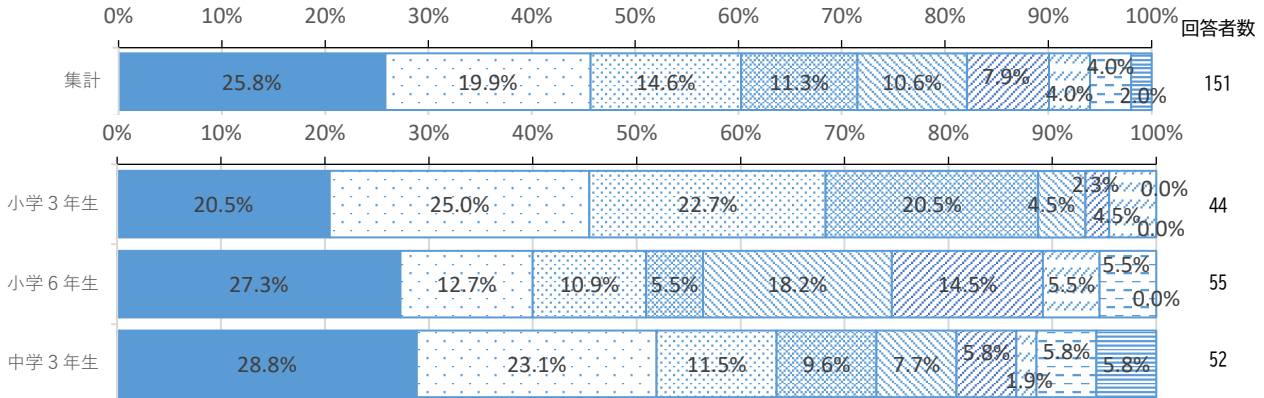 0% 10% 20% 30% 40% 50% 60% 70% 80% 90% 100%
回答者数
集計 25.8% 19.9% 14.6% 11.3% 10.6% 7.9% 4.0% 4.0% 2.0% 151
0% 10% 20% 30% 40% 50% 60% 70% 80% 90% 100%
小学３年生 20.5% 25.0% 22.7% 20.5% 4.5% 2.3% 4.5% 0.0% 0.0% 44
小学６年生 27.3% 12.7% 10.9% 5.5% 18.2% 14.5% 5.5% 5.5% 0.0% 55
中学３年生 28.8% 23.1% 11.5% 9.6% 7.7% 5.8% 1.9% 5.8% 5.8% 52